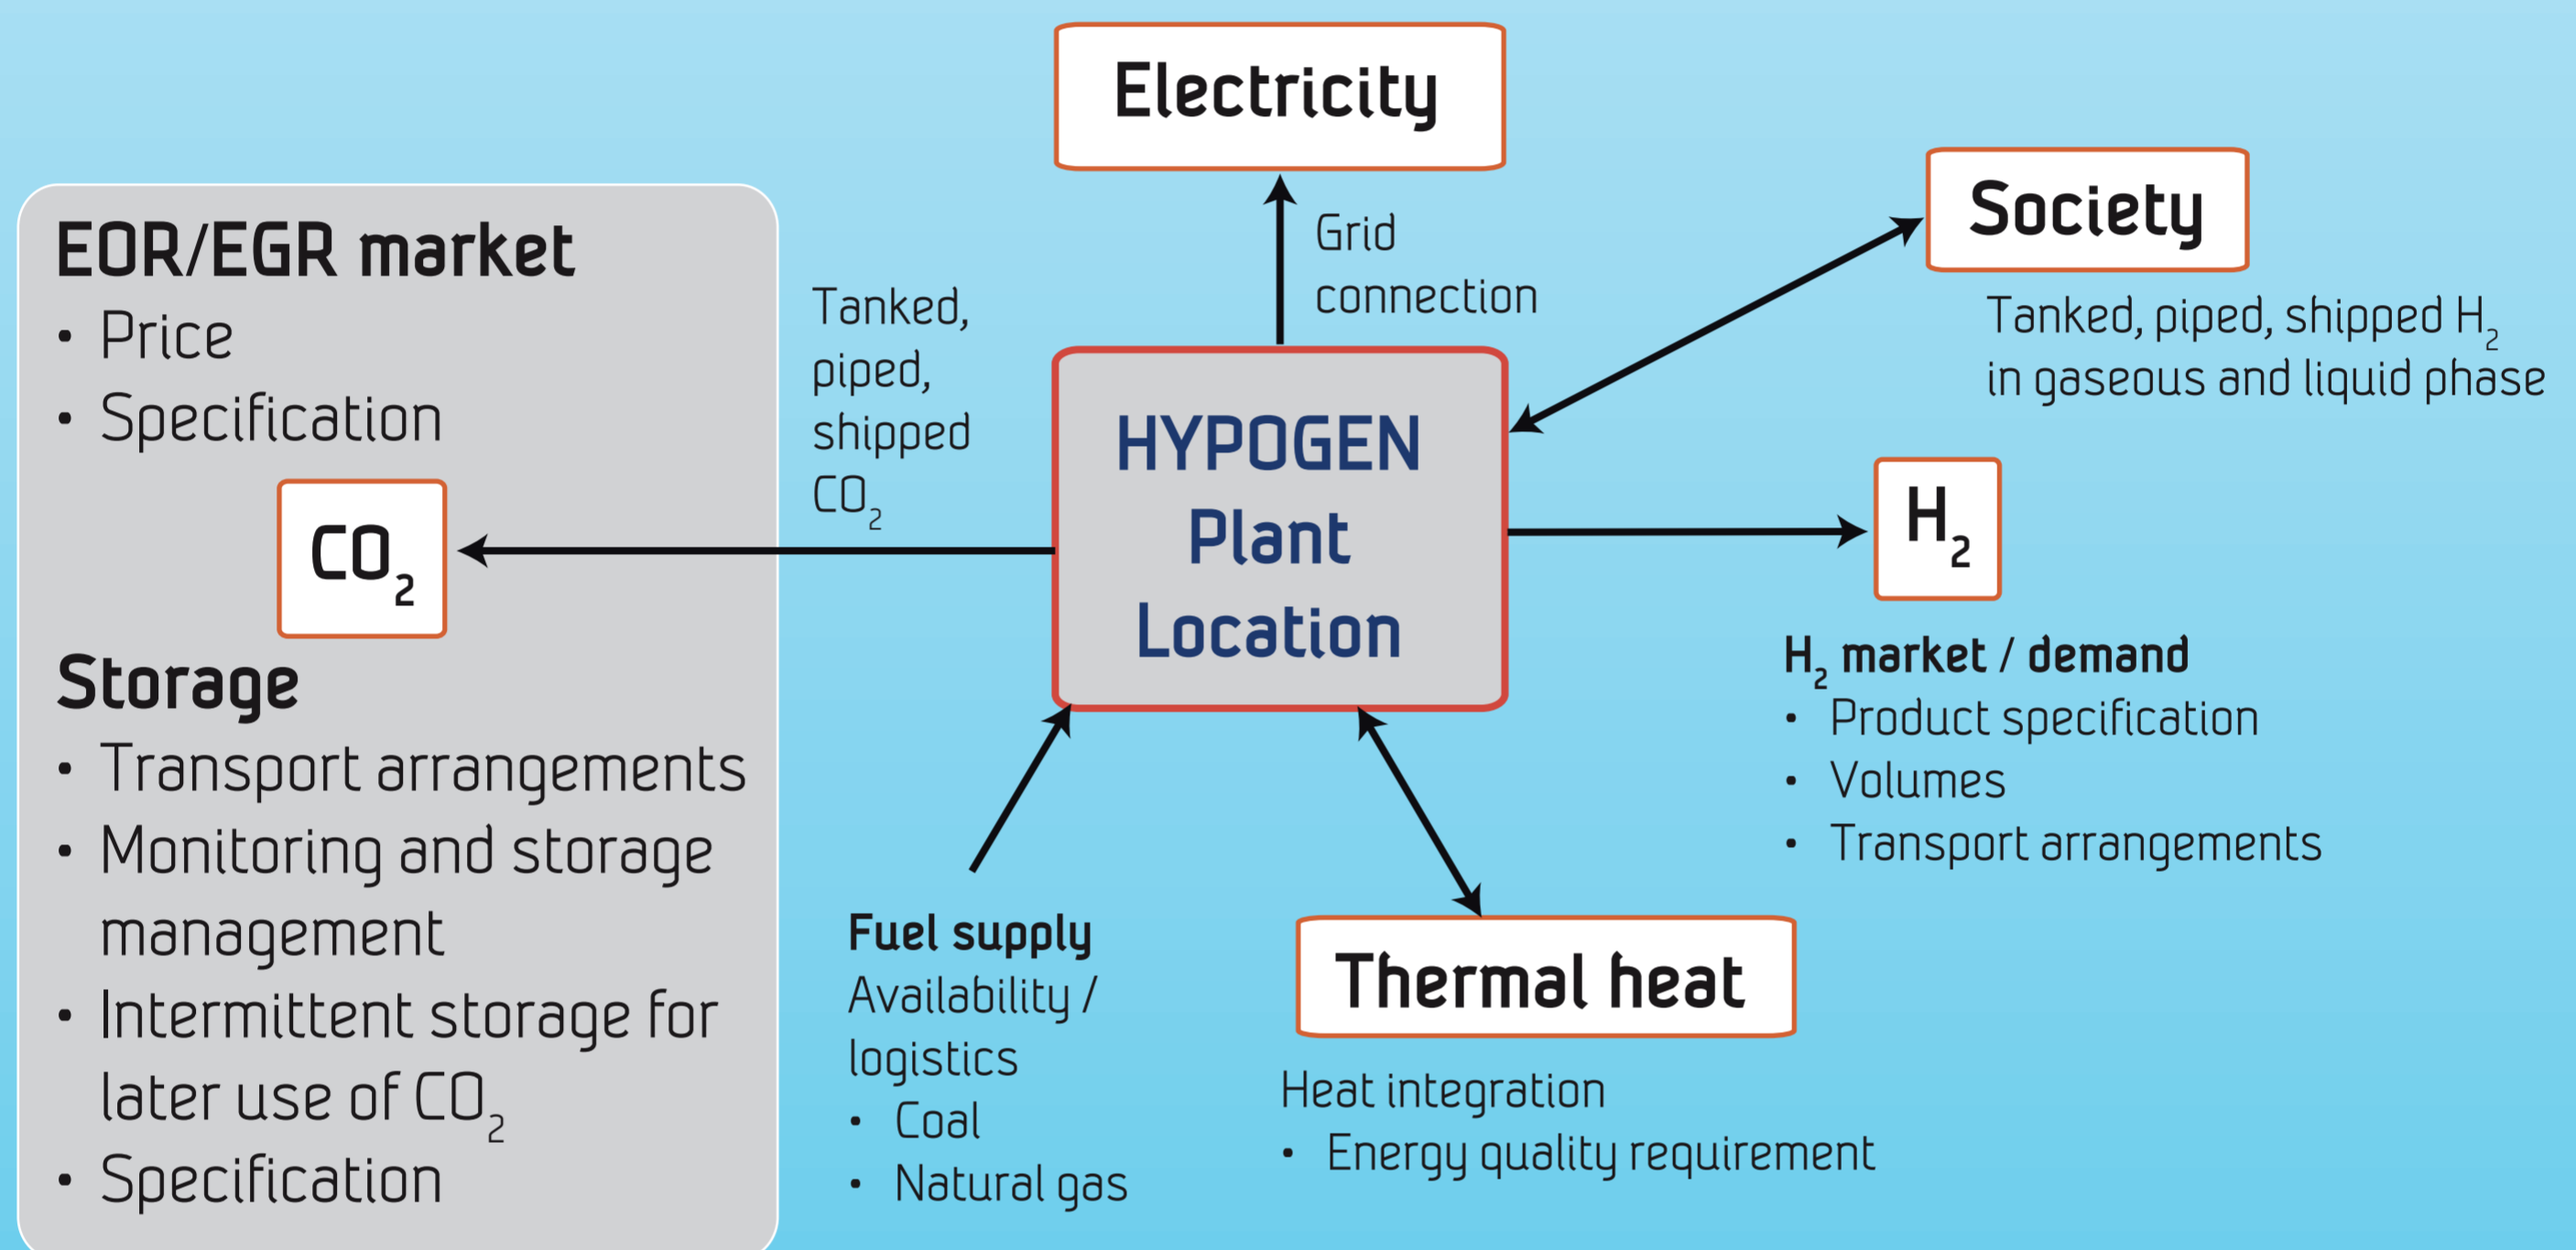 Electricity
Grid
connection
Society
Tanked, piped, shipped H₂
in gaseous and liquid phase
EOR/EGR market
• Price
• Specification
CO₂
Storage
• Transport arrangements
• Monitoring and storage
management
• Intermittent storage for
later use of CO₂
• Specification
Tanked,
piped,
shipped
CO₂
HYPOGEN
Plant
Location
H₂
H₂ market / demand
• Product specification
• Volumes
• Transport arrangements
Fuel supply
Availability /
logistics
• Coal
• Natural gas
Thermal heat
Heat integration
• Energy quality requirement